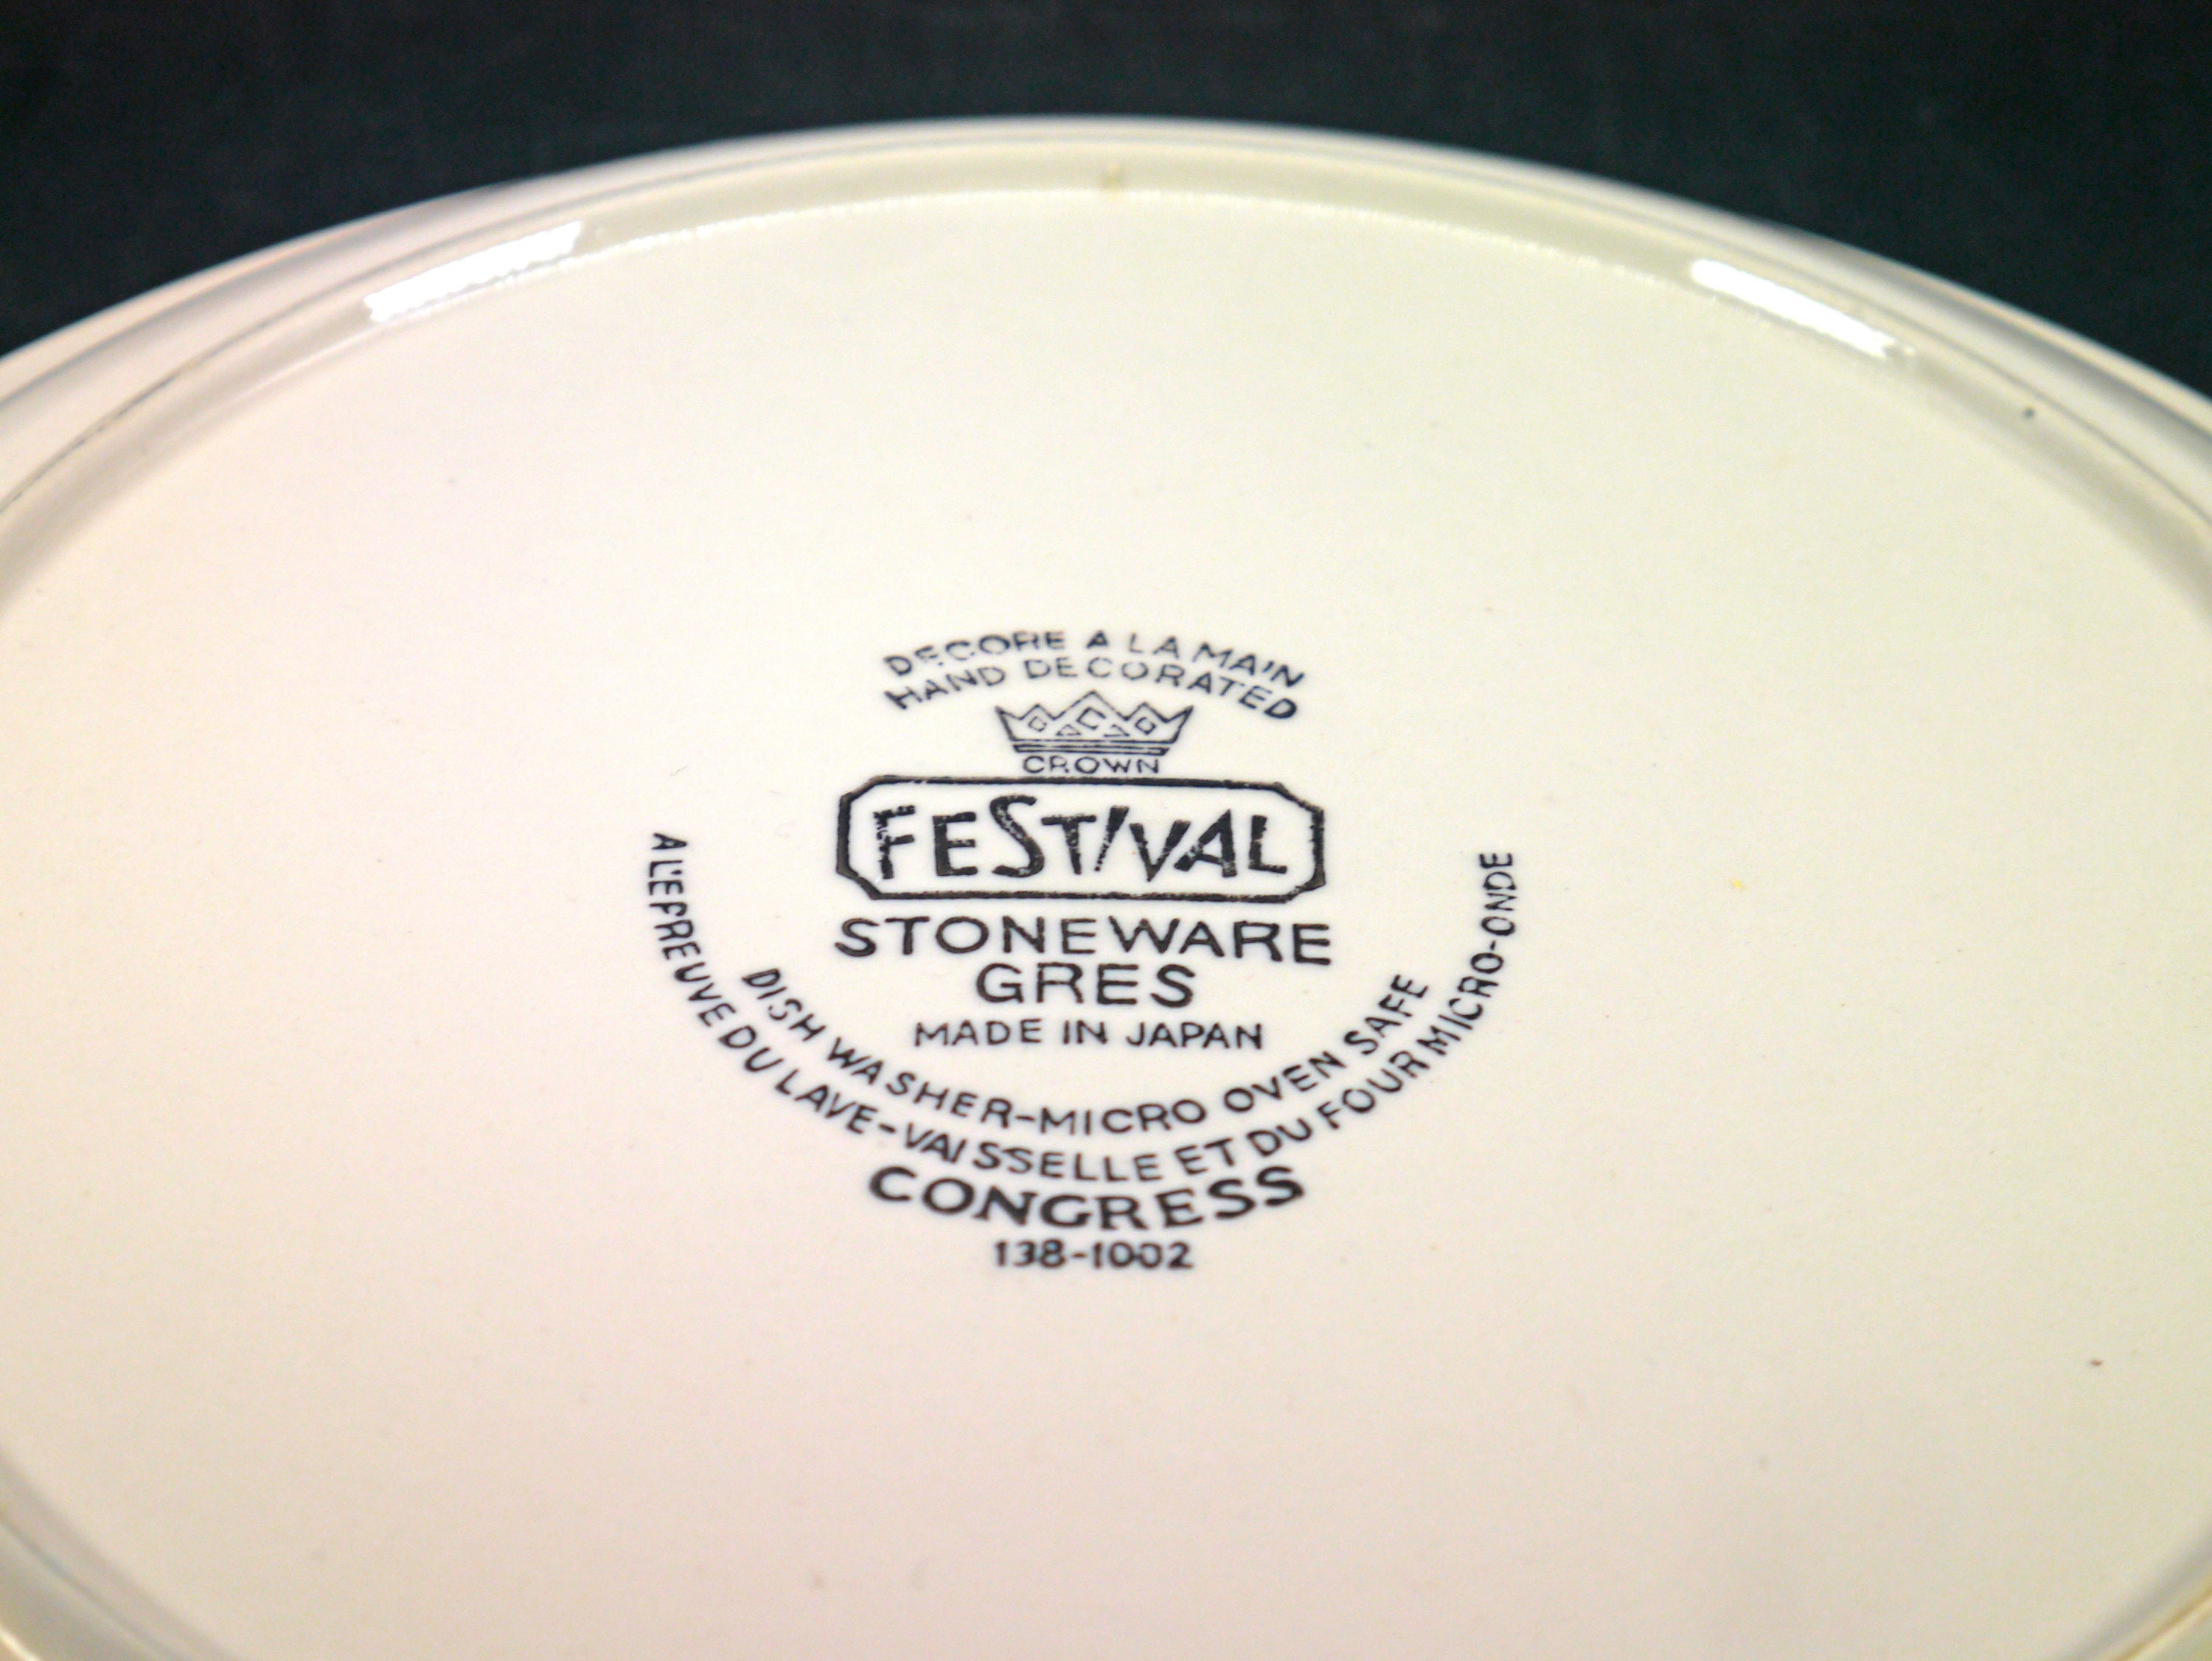 DECORE A LA MAIN
HAND DECORATED
CROWN
FESTIVAL
STONEWARE
GRES
MADE IN JAPAN
DISH WASHER-MICRO OVEN SAFE
A L'EPREUVE DU LAVE-VAISSELLE ET DU FOUR MICRO-ONDE
CONGRESS
138-1002